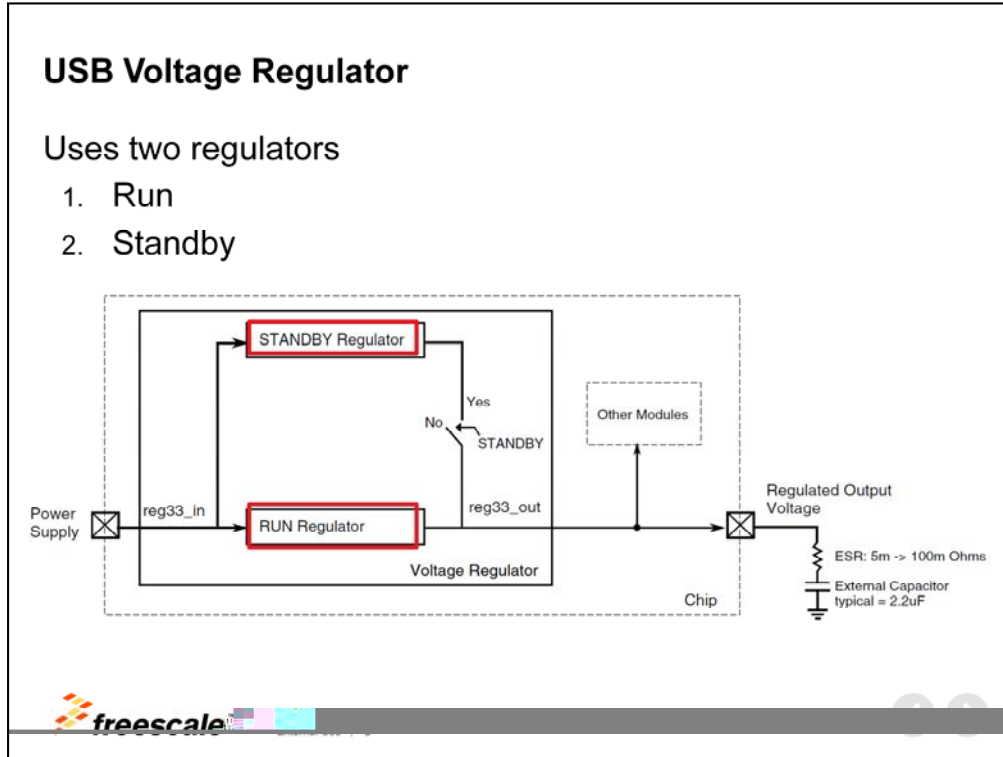 USB Voltage Regulator
Uses two regulators
1. Run
2. Standby
STANDBY Regulator
Yes
No
STANDBY
Other Modules
Power
Supply
reg33_in
RUN Regulator
reg33_out
Regulated Output
Voltage
Voltage Regulator
ESR: 5m -> 100m Ohms
External Capacitor
typical = 2.2uF
Chip
freescale